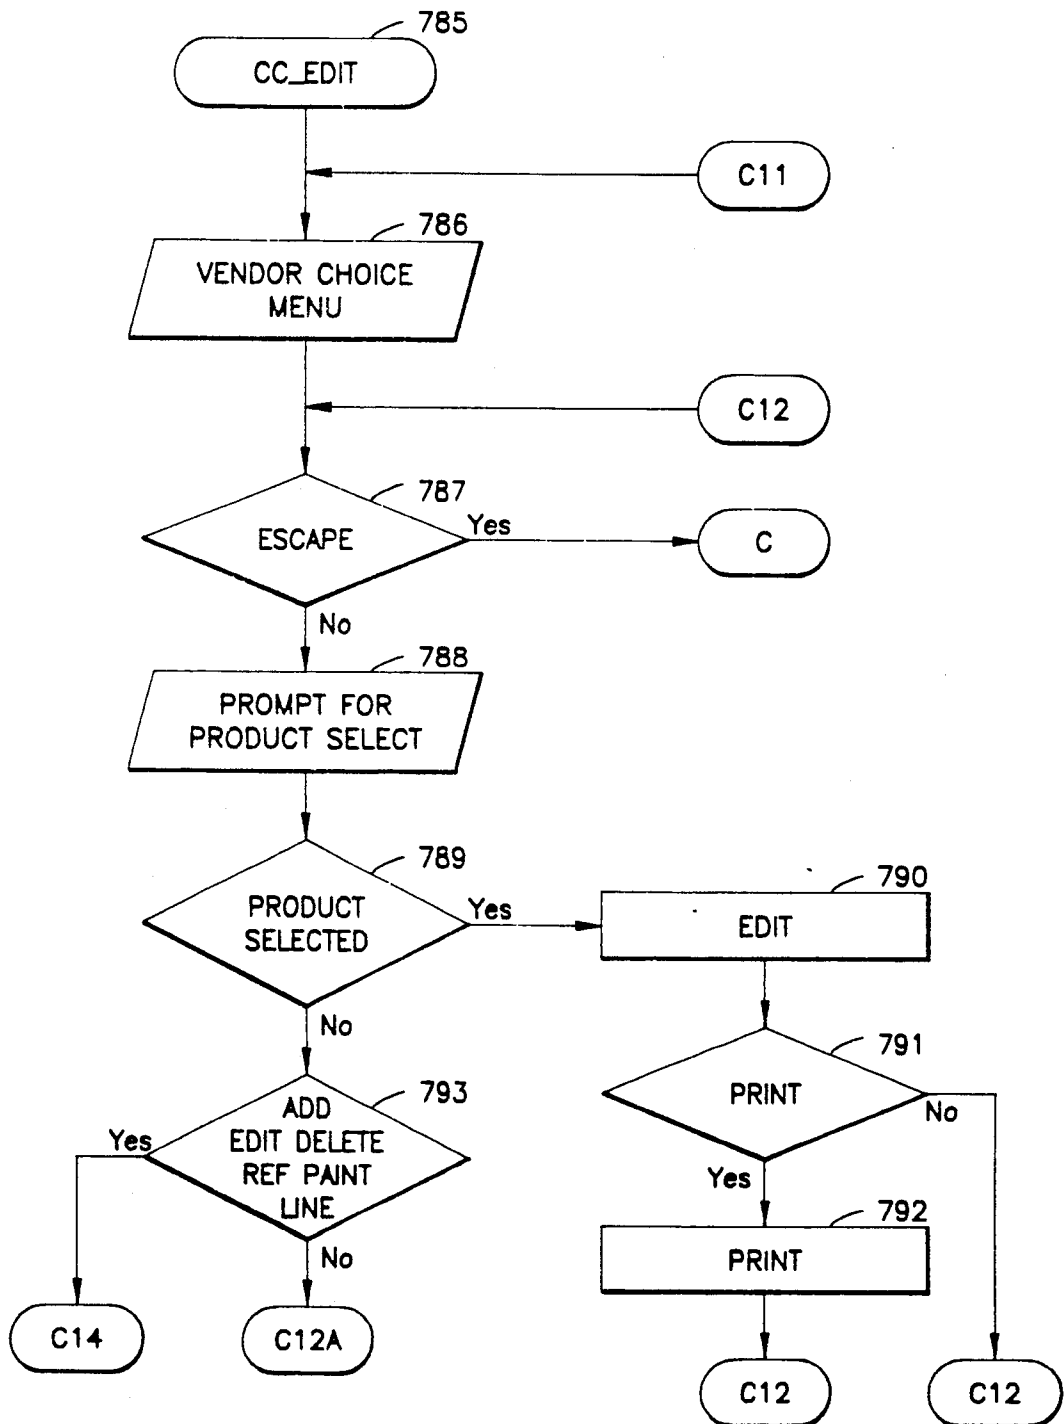 785
CC_EDIT
C11
786
VENDOR CHOICE
MENU
C12
787
ESCAPE
Yes
C
No
788
PROMPT FOR
PRODUCT SELECT
789
PRODUCT
SELECTED
Yes
790
EDIT
No
791
PRINT
No
793
ADD
EDIT DELETE
REF PAINT
LINE
Yes
Yes
792
PRINT
No
C14
C12A
C12
C12